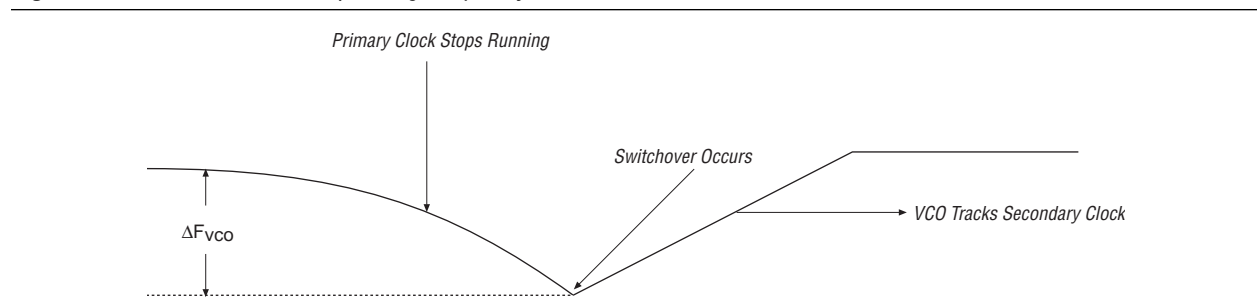 Primary Clock Stops Running
Switchover Occurs
VCO Tracks Secondary Clock
ΔFvco